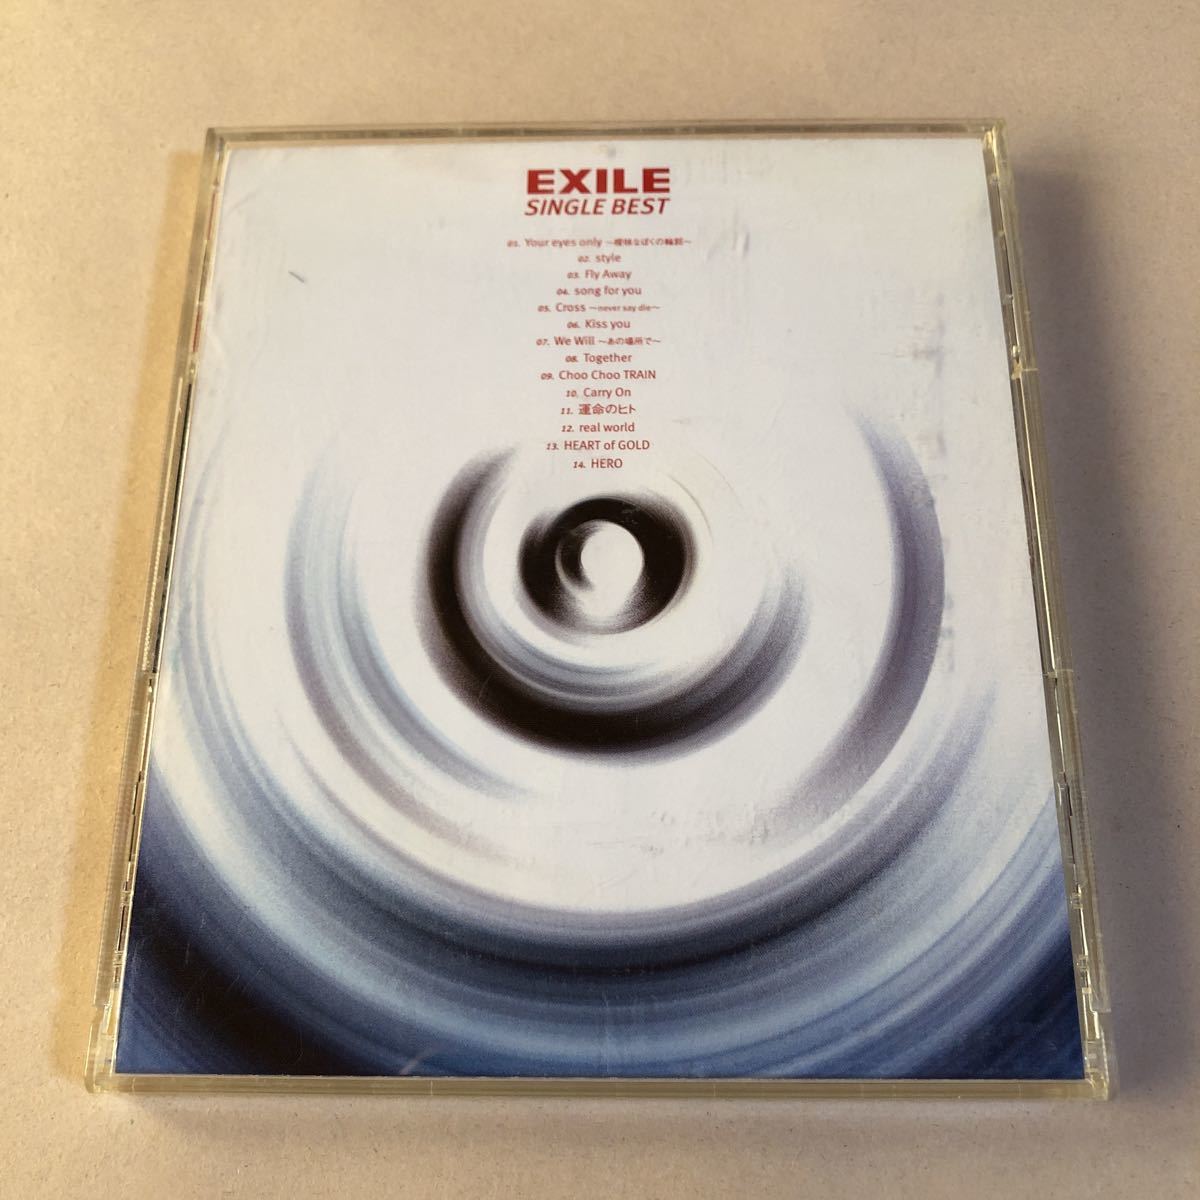 EXILE
SINGLE BEST
01. Your eyes only 〜曖昧なぼくの輪郭〜
02. style
03. Fly Away
04. song for you
05. Cross 〜never say die〜
06. Kiss you
07. We Will 〜あの場所で〜
08. Together
09. Choo Choo TRAIN
10. Carry On
11. 運命のヒト
12. real world
13. HEART of GOLD
14. HERO